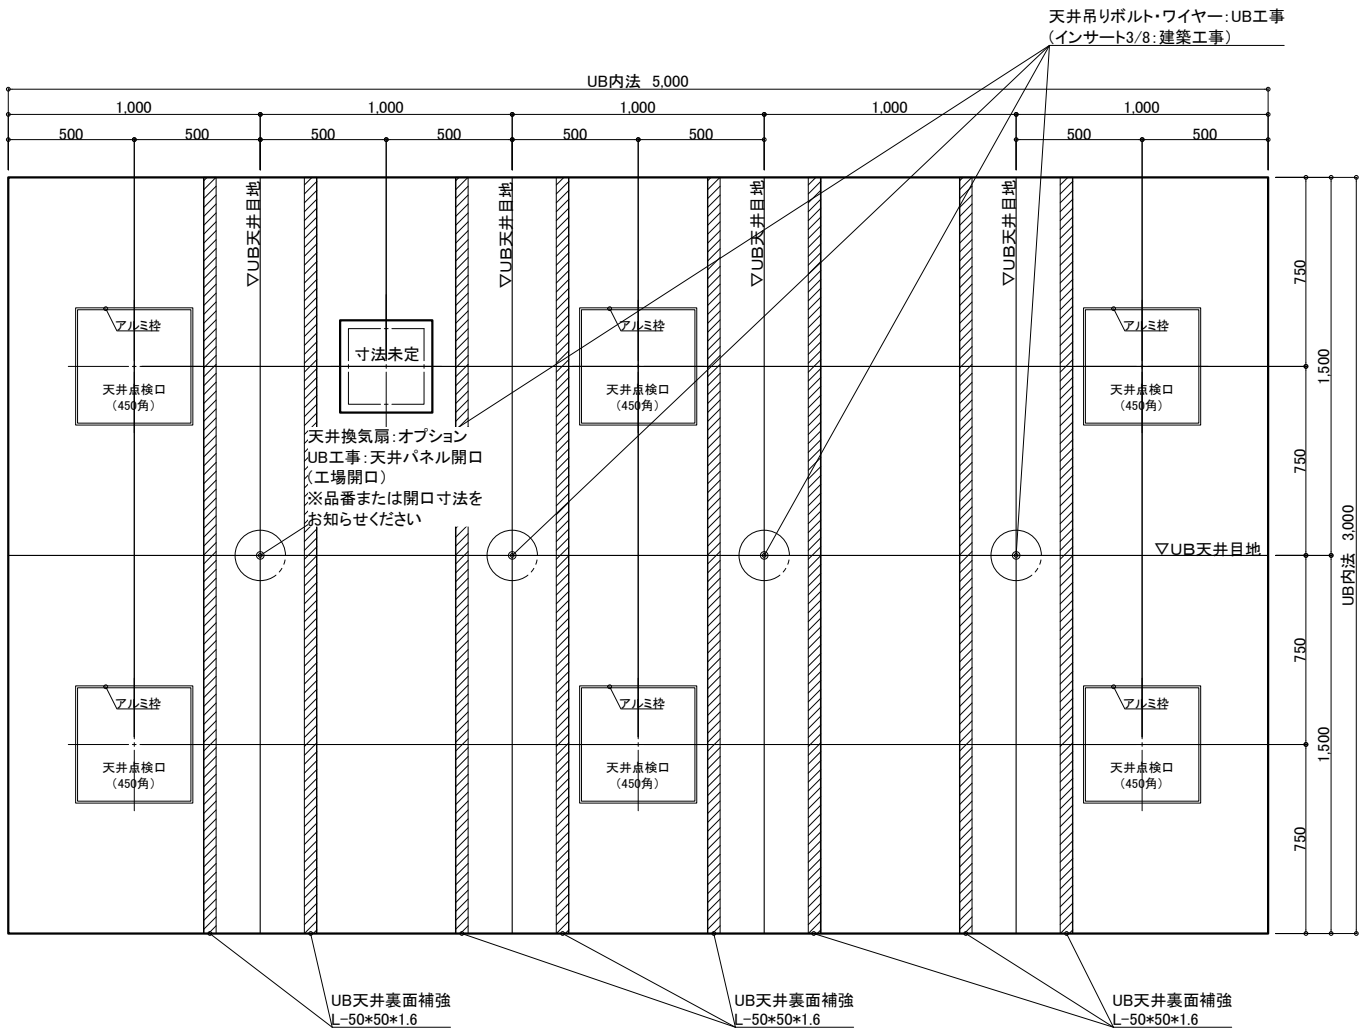 天井吊りボルト・ワイヤー：UB工事
（インサート3/8：建築工事）
UB内法 5,000
1,000
1,000
1,000
1,000
1,000
500
500
500
500
500
500
500
500
▽UB天井目地
▽UB天井目地
▽UB天井目地
▽UB天井目地
アルミ枠
天井点検口
（450角）
寸法未定
アルミ枠
天井点検口
（450角）
アルミ枠
天井点検口
（450角）
天井換気扇：オプション
UB工事：天井パネル開口
（工場開口）
※品番または開口寸法を
お知らせください
▽UB天井目地
アルミ枠
天井点検口
（450角）
アルミ枠
天井点検口
（450角）
アルミ枠
天井点検口
（450角）
750
750
750
750
1,500
1,500
UB内法 3,000
UB天井裏面補強
L-50*50*1.6
UB天井裏面補強
L-50*50*1.6
UB天井裏面補強
L-50*50*1.6